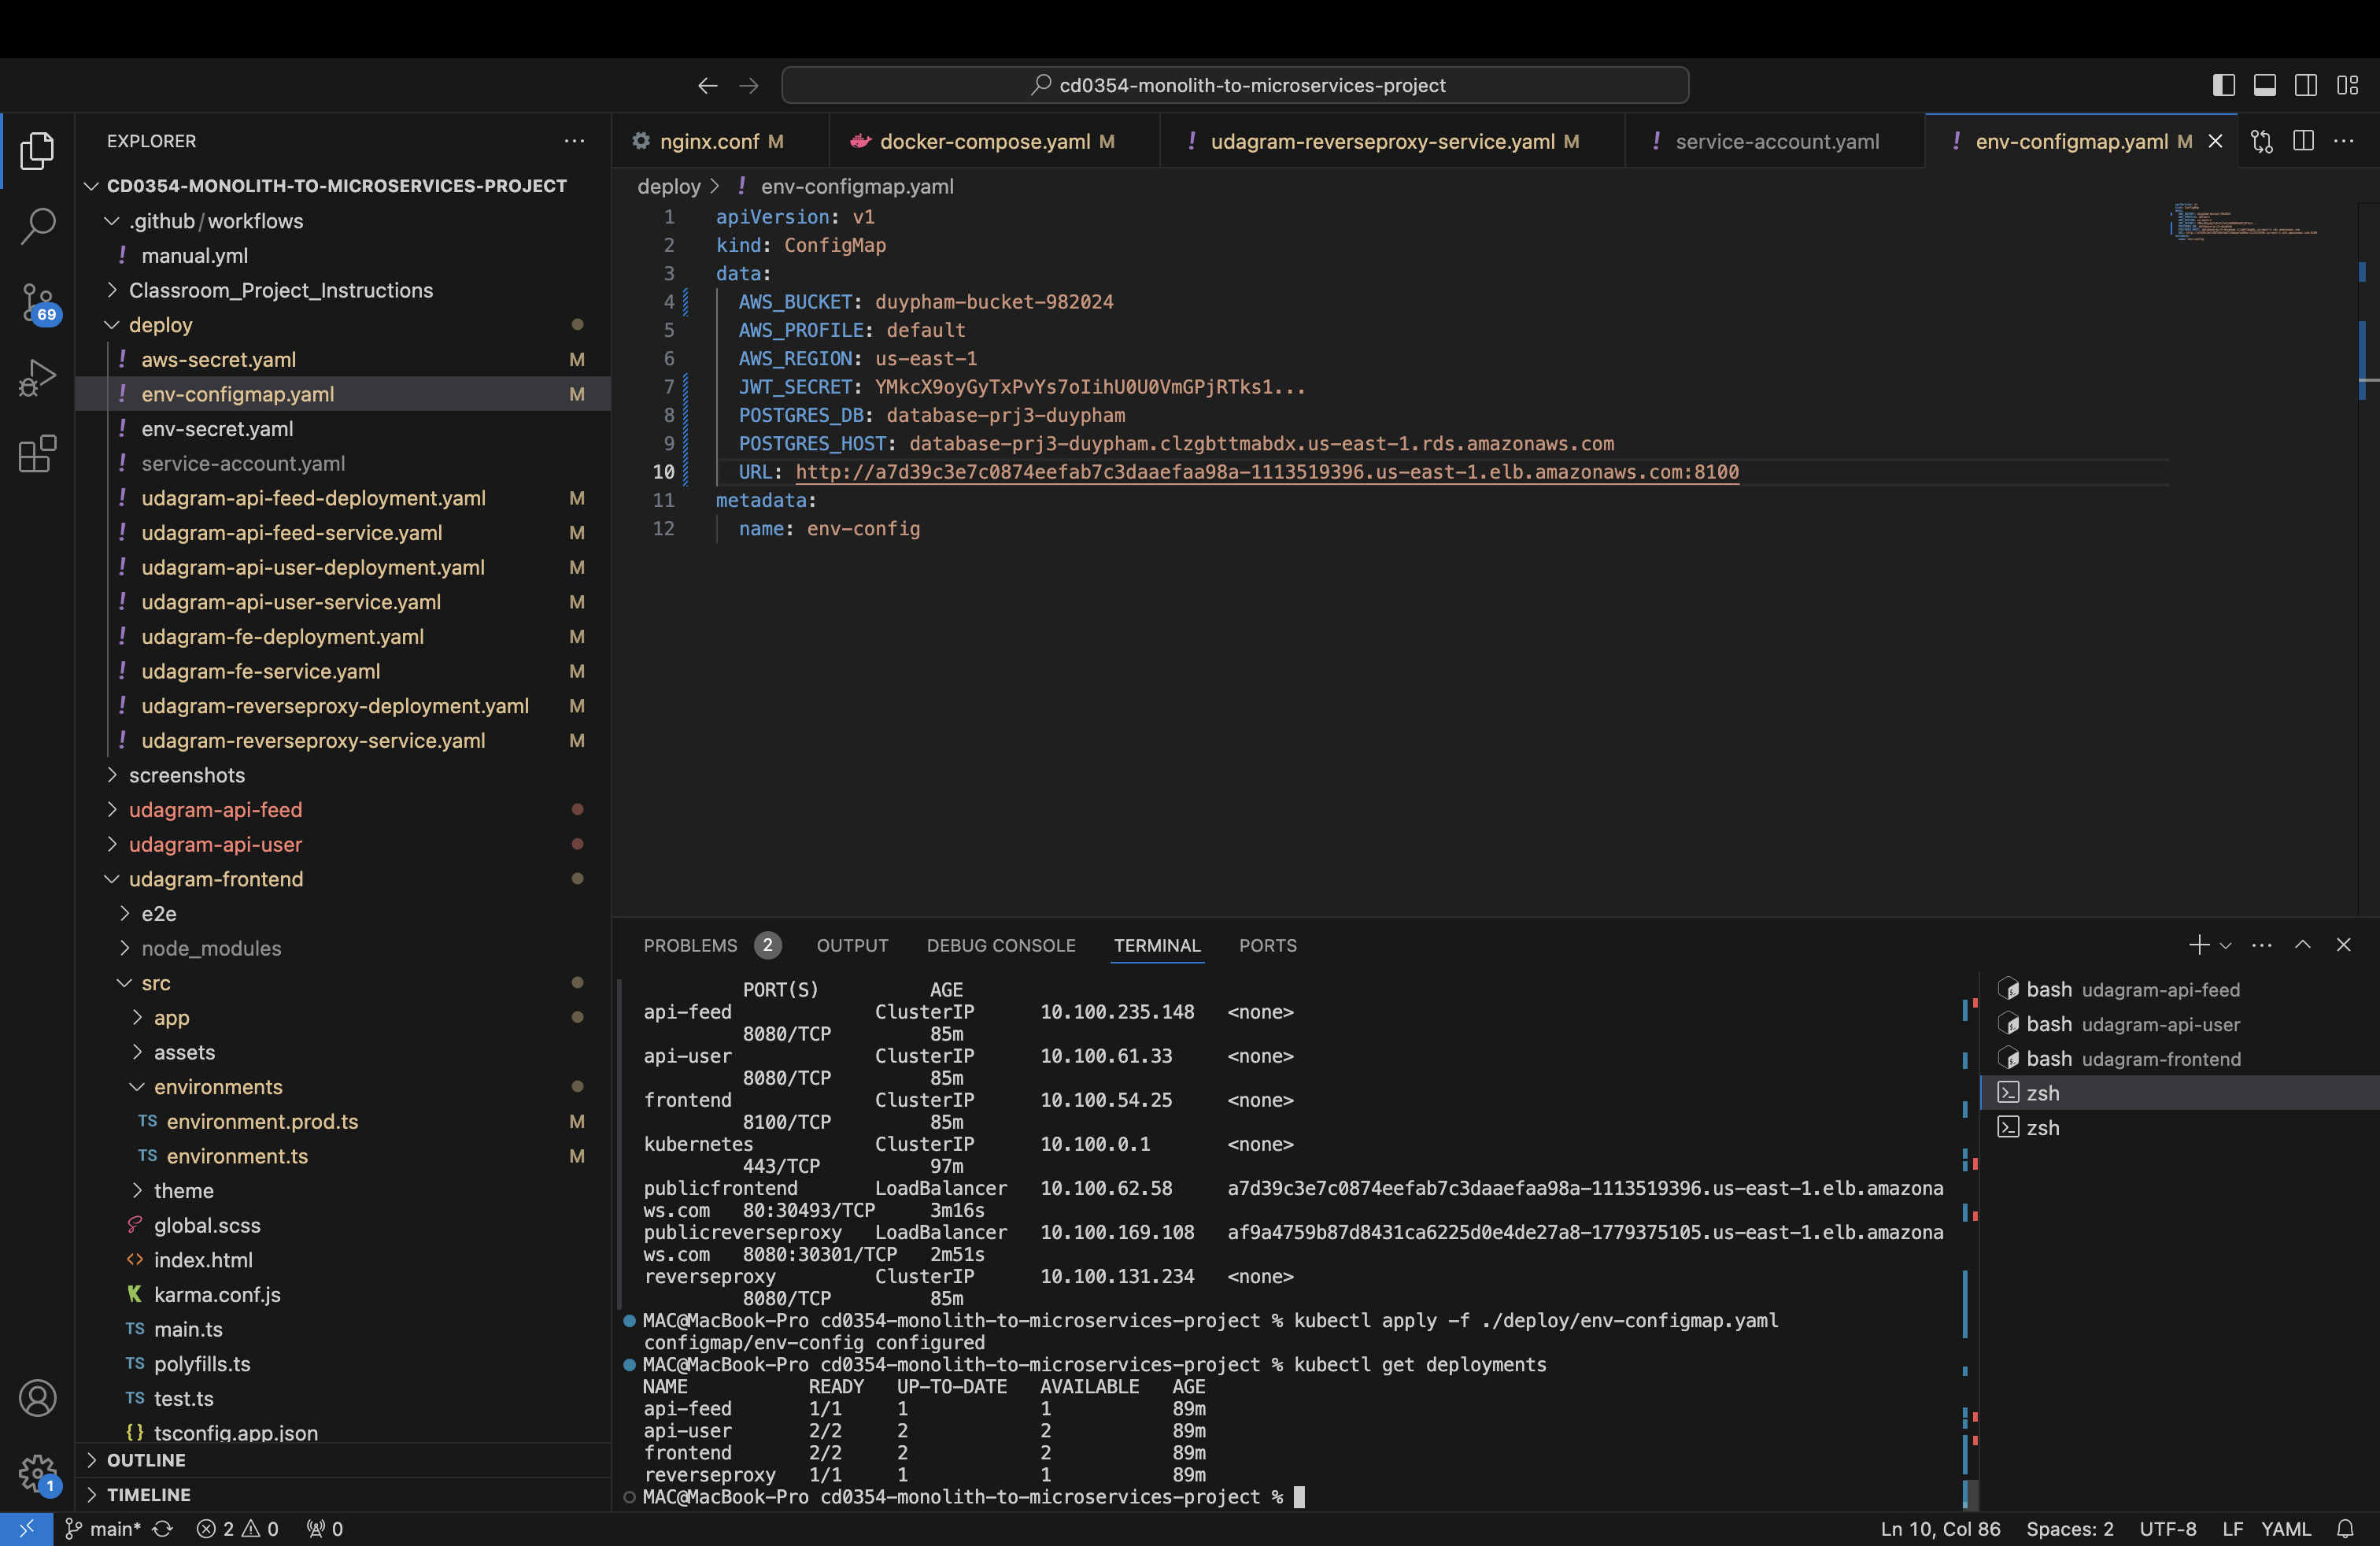 cd0354-monolith-to-microservices-project
EXPLORER
CD0354-MONOLITH-TO-MICROSERVICES-PROJECT
.github/workflows
! manual.yml
Classroom_Project_Instructions
deploy
! aws-secret.yaml M
! env-configmap.yaml M
! env-secret.yaml
! service-account.yaml
! udagram-api-feed-deployment.yaml M
! udagram-api-feed-service.yaml M
! udagram-api-user-deployment.yaml M
! udagram-api-user-service.yaml M
! udagram-fe-deployment.yaml M
! udagram-fe-service.yaml M
! udagram-reverseproxy-deployment.yaml M
! udagram-reverseproxy-service.yaml M
screenshots
udagram-api-feed
udagram-api-user
udagram-frontend
e2e
node_modules
src
app
assets
environments
TS environment.prod.ts M
TS environment.ts M
theme
global.scss
<> index.html
K karma.conf.js
TS main.ts
TS polyfills.ts
TS test.ts
{} tsconfig.app.json
OUTLINE
TIMELINE
69
1
nginx.conf M
docker-compose.yaml M
! udagram-reverseproxy-service.yaml M
! service-account.yaml
! env-configmap.yaml M
deploy > ! env-configmap.yaml
1 apiVersion: v1
2 kind: ConfigMap
3 data:
4 AWS_BUCKET: duypham-bucket-982024
5 AWS_PROFILE: default
6 AWS_REGION: us-east-1
7 JWT_SECRET: YMkcX9oyGyTxPvYs7oIihU0U0VmGPjRTks1...
8 POSTGRES_DB: database-prj3-duypham
9 POSTGRES_HOST: database-prj3-duypham.clzgbttmabdx.us-east-1.rds.amazonaws.com
10 URL: http://a7d39c3e7c0874eefab7c3daaefaa98a-1113519396.us-east-1.elb.amazonaws.com:8100
11 metadata:
12 name: env-config
PROBLEMS 2 OUTPUT DEBUG CONSOLE TERMINAL PORTS
PORT(S) AGE
api-feed ClusterIP 10.100.235.148 <none>
8080/TCP 85m
api-user ClusterIP 10.100.61.33 <none>
8080/TCP 85m
frontend ClusterIP 10.100.54.25 <none>
8100/TCP 85m
kubernetes ClusterIP 10.100.0.1 <none>
443/TCP 97m
publicfrontend LoadBalancer 10.100.62.58 a7d39c3e7c0874eefab7c3daaefaa98a-1113519396.us-east-1.elb.amazona
ws.com 80:30493/TCP 3m16s
publicreverseproxy LoadBalancer 10.100.169.108 af9a4759b87d8431ca6225d0e4de27a8-1779375105.us-east-1.elb.amazona
ws.com 8080:30301/TCP 2m51s
reverseproxy ClusterIP 10.100.131.234 <none>
8080/TCP 85m
MAC@MacBook-Pro cd0354-monolith-to-microservices-project % kubectl apply -f ./deploy/env-configmap.yaml
configmap/env-config configured
MAC@MacBook-Pro cd0354-monolith-to-microservices-project % kubectl get deployments
NAME READY UP-TO-DATE AVAILABLE AGE
api-feed 1/1 1 1 89m
api-user 2/2 2 2 89m
frontend 2/2 2 2 89m
reverseproxy 1/1 1 1 89m
MAC@MacBook-Pro cd0354-monolith-to-microservices-project %
bash udagram-api-feed
bash udagram-api-user
bash udagram-frontend
zsh
zsh
main* 2 0 0
Ln 10, Col 86 Spaces: 2 UTF-8 LF YAML